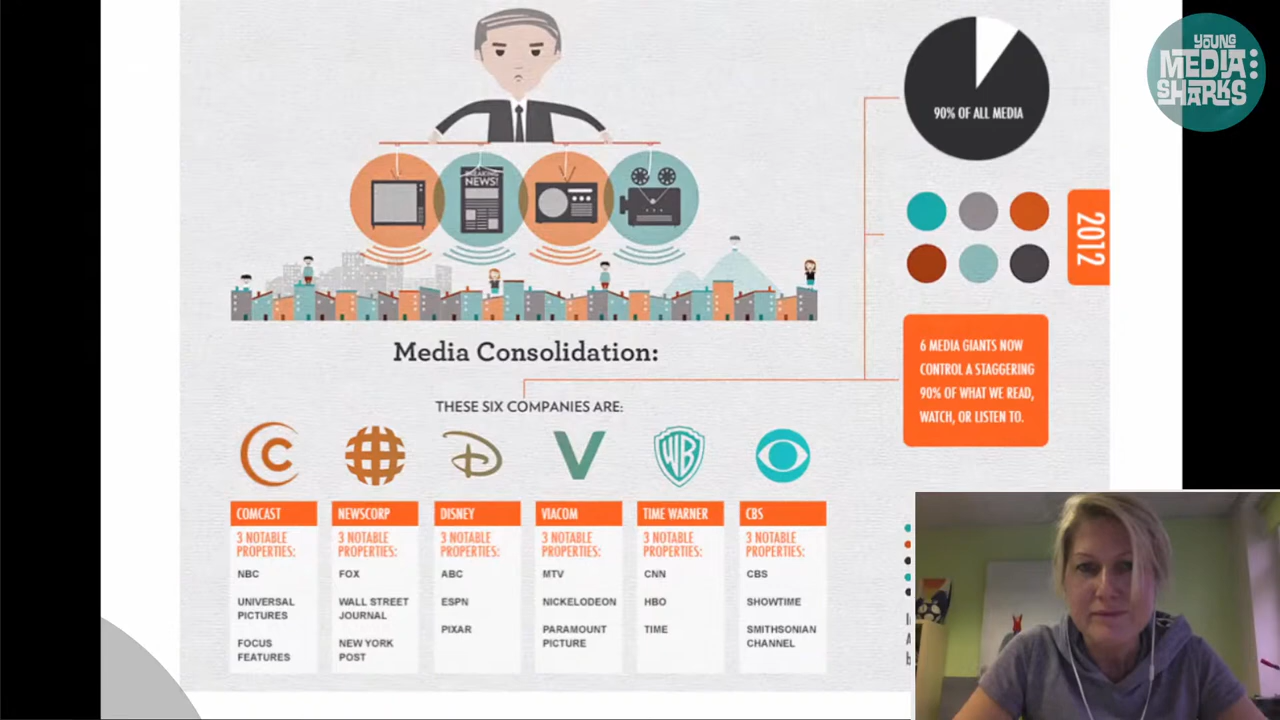 YOUNG
MEDIA
SHARKS
90% OF ALL MEDIA
BREAKING
NEWS!
2012
6 MEDIA GIANTS NOW
CONTROL A STAGGERING
90% OF WHAT WE READ,
WATCH, OR LISTEN TO.
Media Consolidation:
THESE SIX COMPANIES ARE:
C
D
V
WB
COMCAST
3 NOTABLE
PROPERTIES:
NBC
UNIVERSAL
PICTURES
FOCUS
FEATURES
NEWSCORP
3 NOTABLE
PROPERTIES:
FOX
WALL STREET
JOURNAL
NEW YORK
POST
DISNEY
3 NOTABLE
PROPERTIES:
ABC
ESPN
PIXAR
VIACOM
3 NOTABLE
PROPERTIES:
MTV
NICKELODEON
PARAMOUNT
PICTURE
TIME WARNER
3 NOTABLE
PROPERTIES:
CNN
HBO
TIME
CBS
3 NOTABLE
PROPERTIES:
CBS
SHOWTIME
SMITHSONIAN
CHANNEL